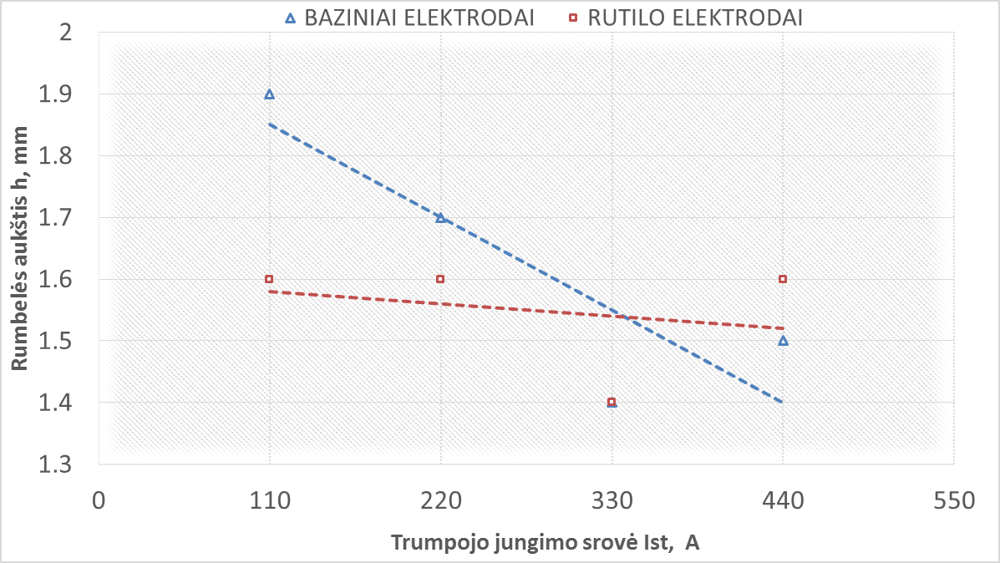 BAZINIAI ELEKTRODAI RUTILO ELEKTRODAI
2
1.9
1.8
1.7
1.6
1.5
1.4
1.3
Rumbelės aukštis h, mm
0 110 220 330 440 550
Trumpojo jungimo srovė Ist, A